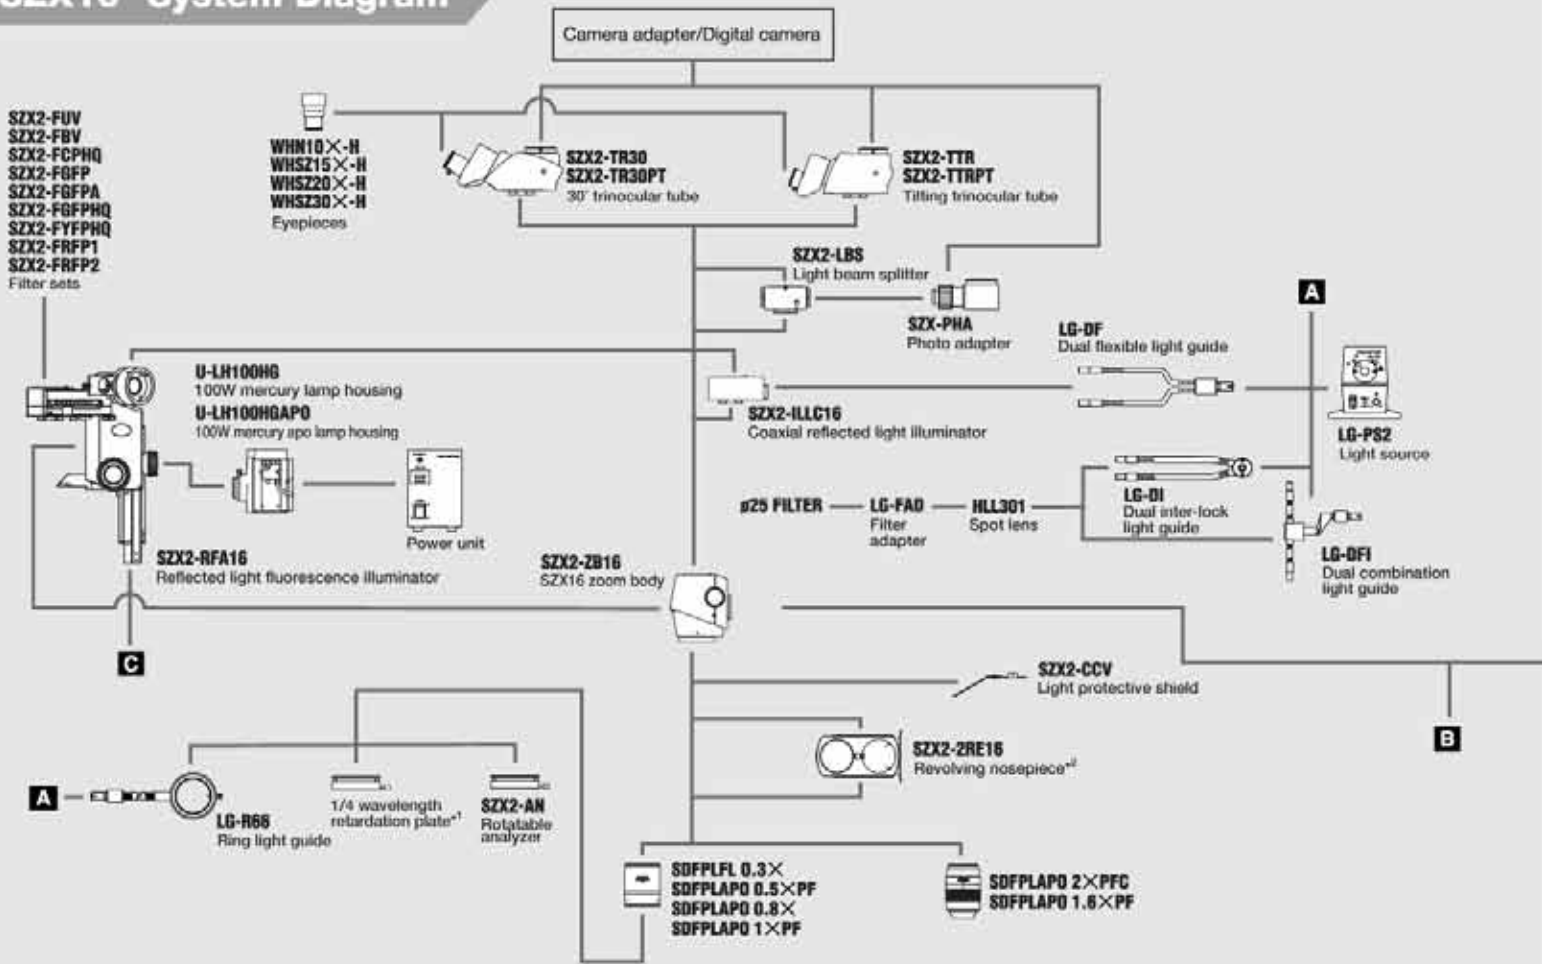 SZX16 System Diagram
Camera adapter/Digital camera
SZX2-FUV
SZX2-FBV
SZX2-FCPHQ
SZX2-FGFP
SZX2-FGFPA
SZX2-FGFPHQ
SZX2-FYFPHQ
SZX2-FRFP1
SZX2-FRFP2
Filter sets
WHN10×-H
WHSZ15×-H
WHSZ20×-H
WHSZ30×-H
Eyepieces
SZX2-TR30
SZX2-TR30PT
30° trinocular tube
SZX2-TTR
SZX2-TTRPT
Tilting trinocular tube
SZX2-LBS
Light beam splitter
SZX-PHA
Photo adapter
A
LG-DF
Dual flexible light guide
LG-PS2
Light source
U-LH100HG
100W mercury lamp housing
U-LH100HGAPO
100W mercury apo lamp housing
SZX2-ILLC16
Coaxial reflected light illuminator
Power unit
ø25 FILTER
LG-FAD
Filter
adapter
HLL301
Spot lens
LG-DI
Dual inter-lock
light guide
LG-DFI
Dual combination
light guide
SZX2-RFA16
Reflected light fluorescence illuminator
SZX2-ZB16
SZX16 zoom body
C
SZX2-CCV
Light protective shield
B
SZX2-2RE16
Revolving nosepiece*2
A
LG-R66
Ring light guide
1/4 wavelength
retardation plate*1
SZX2-AN
Rotatable
analyzer
SDFPLFL 0.3×
SDFPLAPO 0.5×PF
SDFPLAPO 0.8×
SDFPLAPO 1×PF
SDFPLAPO 2×PFC
SDFPLAPO 1.6×PF